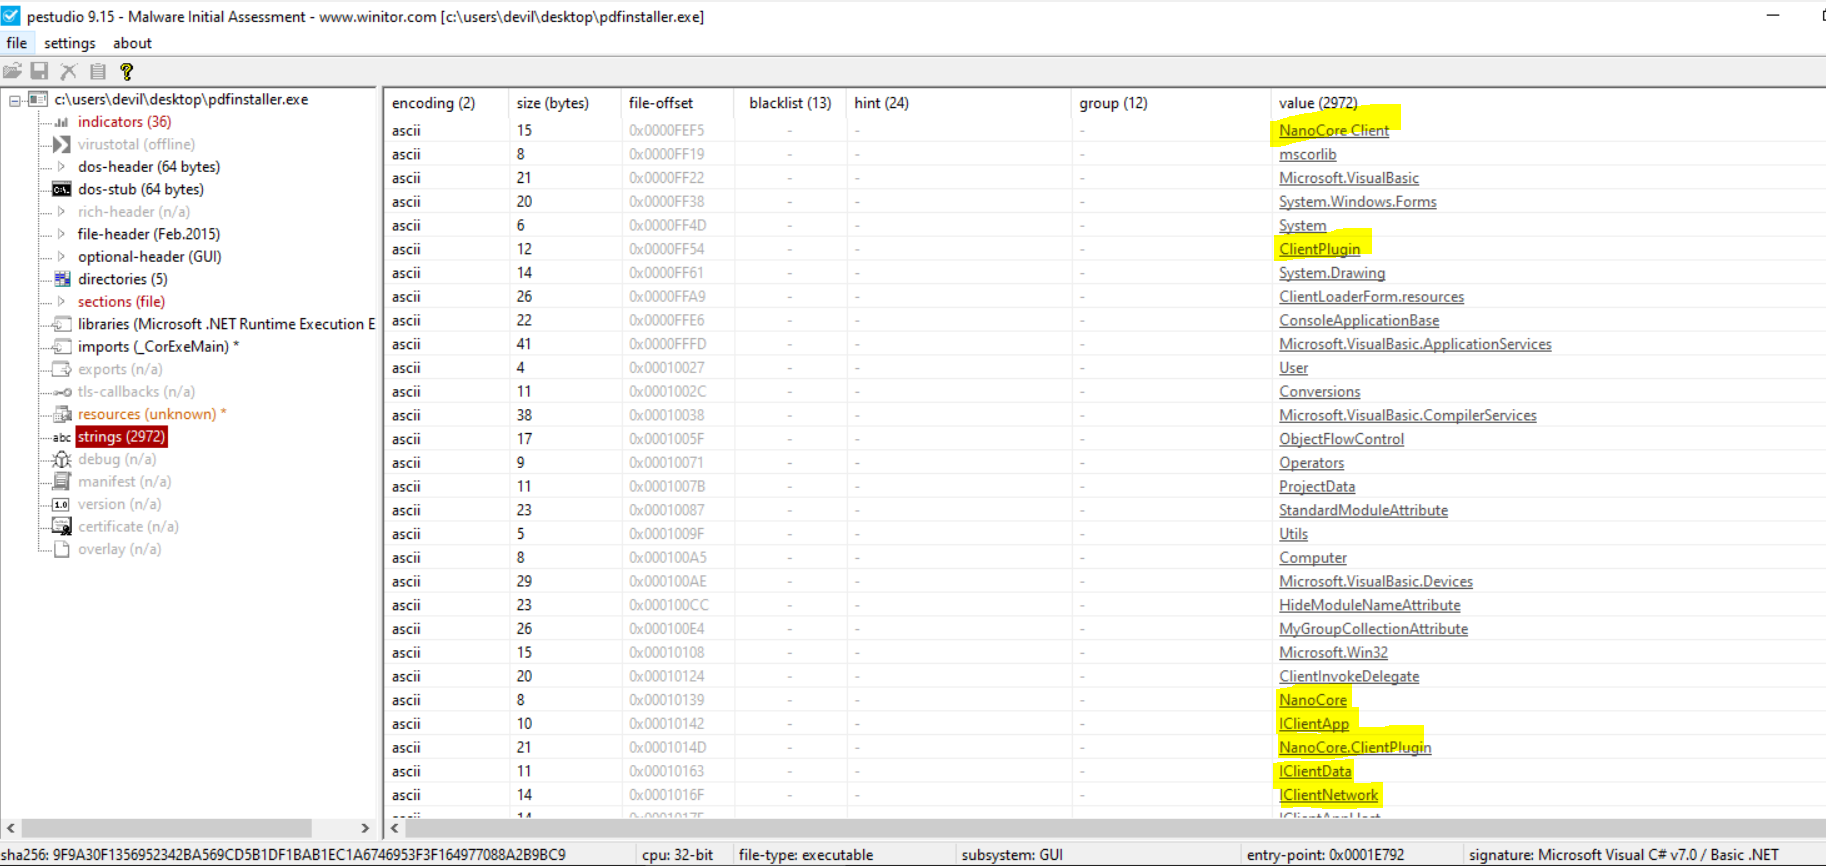 pestudio 9.15 - Malware Initial Assessment - www.winitor.com [c:\users\devil\desktop\pdfinstaller.exe]
file settings about
c:\users\devil\desktop\pdfinstaller.exe
indicators (36)
virustotal (offline)
dos-header (64 bytes)
dos-stub (64 bytes)
rich-header (n/a)
file-header (Feb.2015)
optional-header (GUI)
directories (5)
sections (file)
libraries (Microsoft .NET Runtime Execution E
imports (_CorExeMain) *
exports (n/a)
tls-callbacks (n/a)
resources (unknown) *
abc strings (2972)
debug (n/a)
manifest (n/a)
1.0 version (n/a)
certificate (n/a)
overlay (n/a)
encoding (2) size (bytes) file-offset blacklist (13) hint (24) group (12) value (2972)
ascii 15 0x0000FEF5 - - - NanoCore Client
ascii 8 0x0000FF19 - - - mscorlib
ascii 21 0x0000FF22 - - - Microsoft.VisualBasic
ascii 20 0x0000FF38 - - - System.Windows.Forms
ascii 6 0x0000FF4D - - - System
ascii 12 0x0000FF54 - - - ClientPlugin
ascii 14 0x0000FF61 - - - System.Drawing
ascii 26 0x0000FFA9 - - - ClientLoaderForm.resources
ascii 22 0x0000FFE6 - - - ConsoleApplicationBase
ascii 41 0x0000FFFD - - - Microsoft.VisualBasic.ApplicationServices
ascii 4 0x00010027 - - - User
ascii 11 0x0001002C - - - Conversions
ascii 38 0x00010038 - - - Microsoft.VisualBasic.CompilerServices
ascii 17 0x0001005F - - - ObjectFlowControl
ascii 9 0x00010071 - - - Operators
ascii 11 0x0001007B - - - ProjectData
ascii 23 0x00010087 - - - StandardModuleAttribute
ascii 5 0x0001009F - - - Utils
ascii 8 0x000100A5 - - - Computer
ascii 29 0x000100AE - - - Microsoft.VisualBasic.Devices
ascii 23 0x000100CC - - - HideModuleNameAttribute
ascii 26 0x000100E4 - - - MyGroupCollectionAttribute
ascii 15 0x00010108 - - - Microsoft.Win32
ascii 20 0x00010124 - - - ClientInvokeDelegate
ascii 8 0x00010139 - - - NanoCore
ascii 10 0x00010142 - - - IClientApp
ascii 21 0x0001014D - - - NanoCore.ClientPlugin
ascii 11 0x00010163 - - - IClientData
ascii 14 0x0001016F - - - IClientNetwork
sha256: 9F9A30F1356952342BA569CD5B1DF1BAB1EC1A6746953F3F164977088A2B9BC9 cpu: 32-bit file-type: executable subsystem: GUI entry-point: 0x0001E792 signature: Microsoft Visual C# v7.0 / Basic .NET